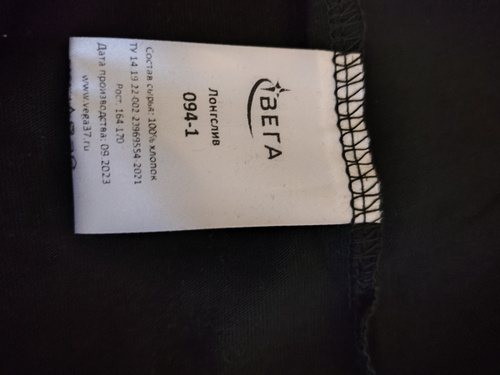 ВЕГА
Лонгслив
094-1
Состав сырья: 100% хлопок
ТУ 14 19 22-002-23969554-2021
Рост: 164-170
Дата производства: 09.2023
www.vega37.ru